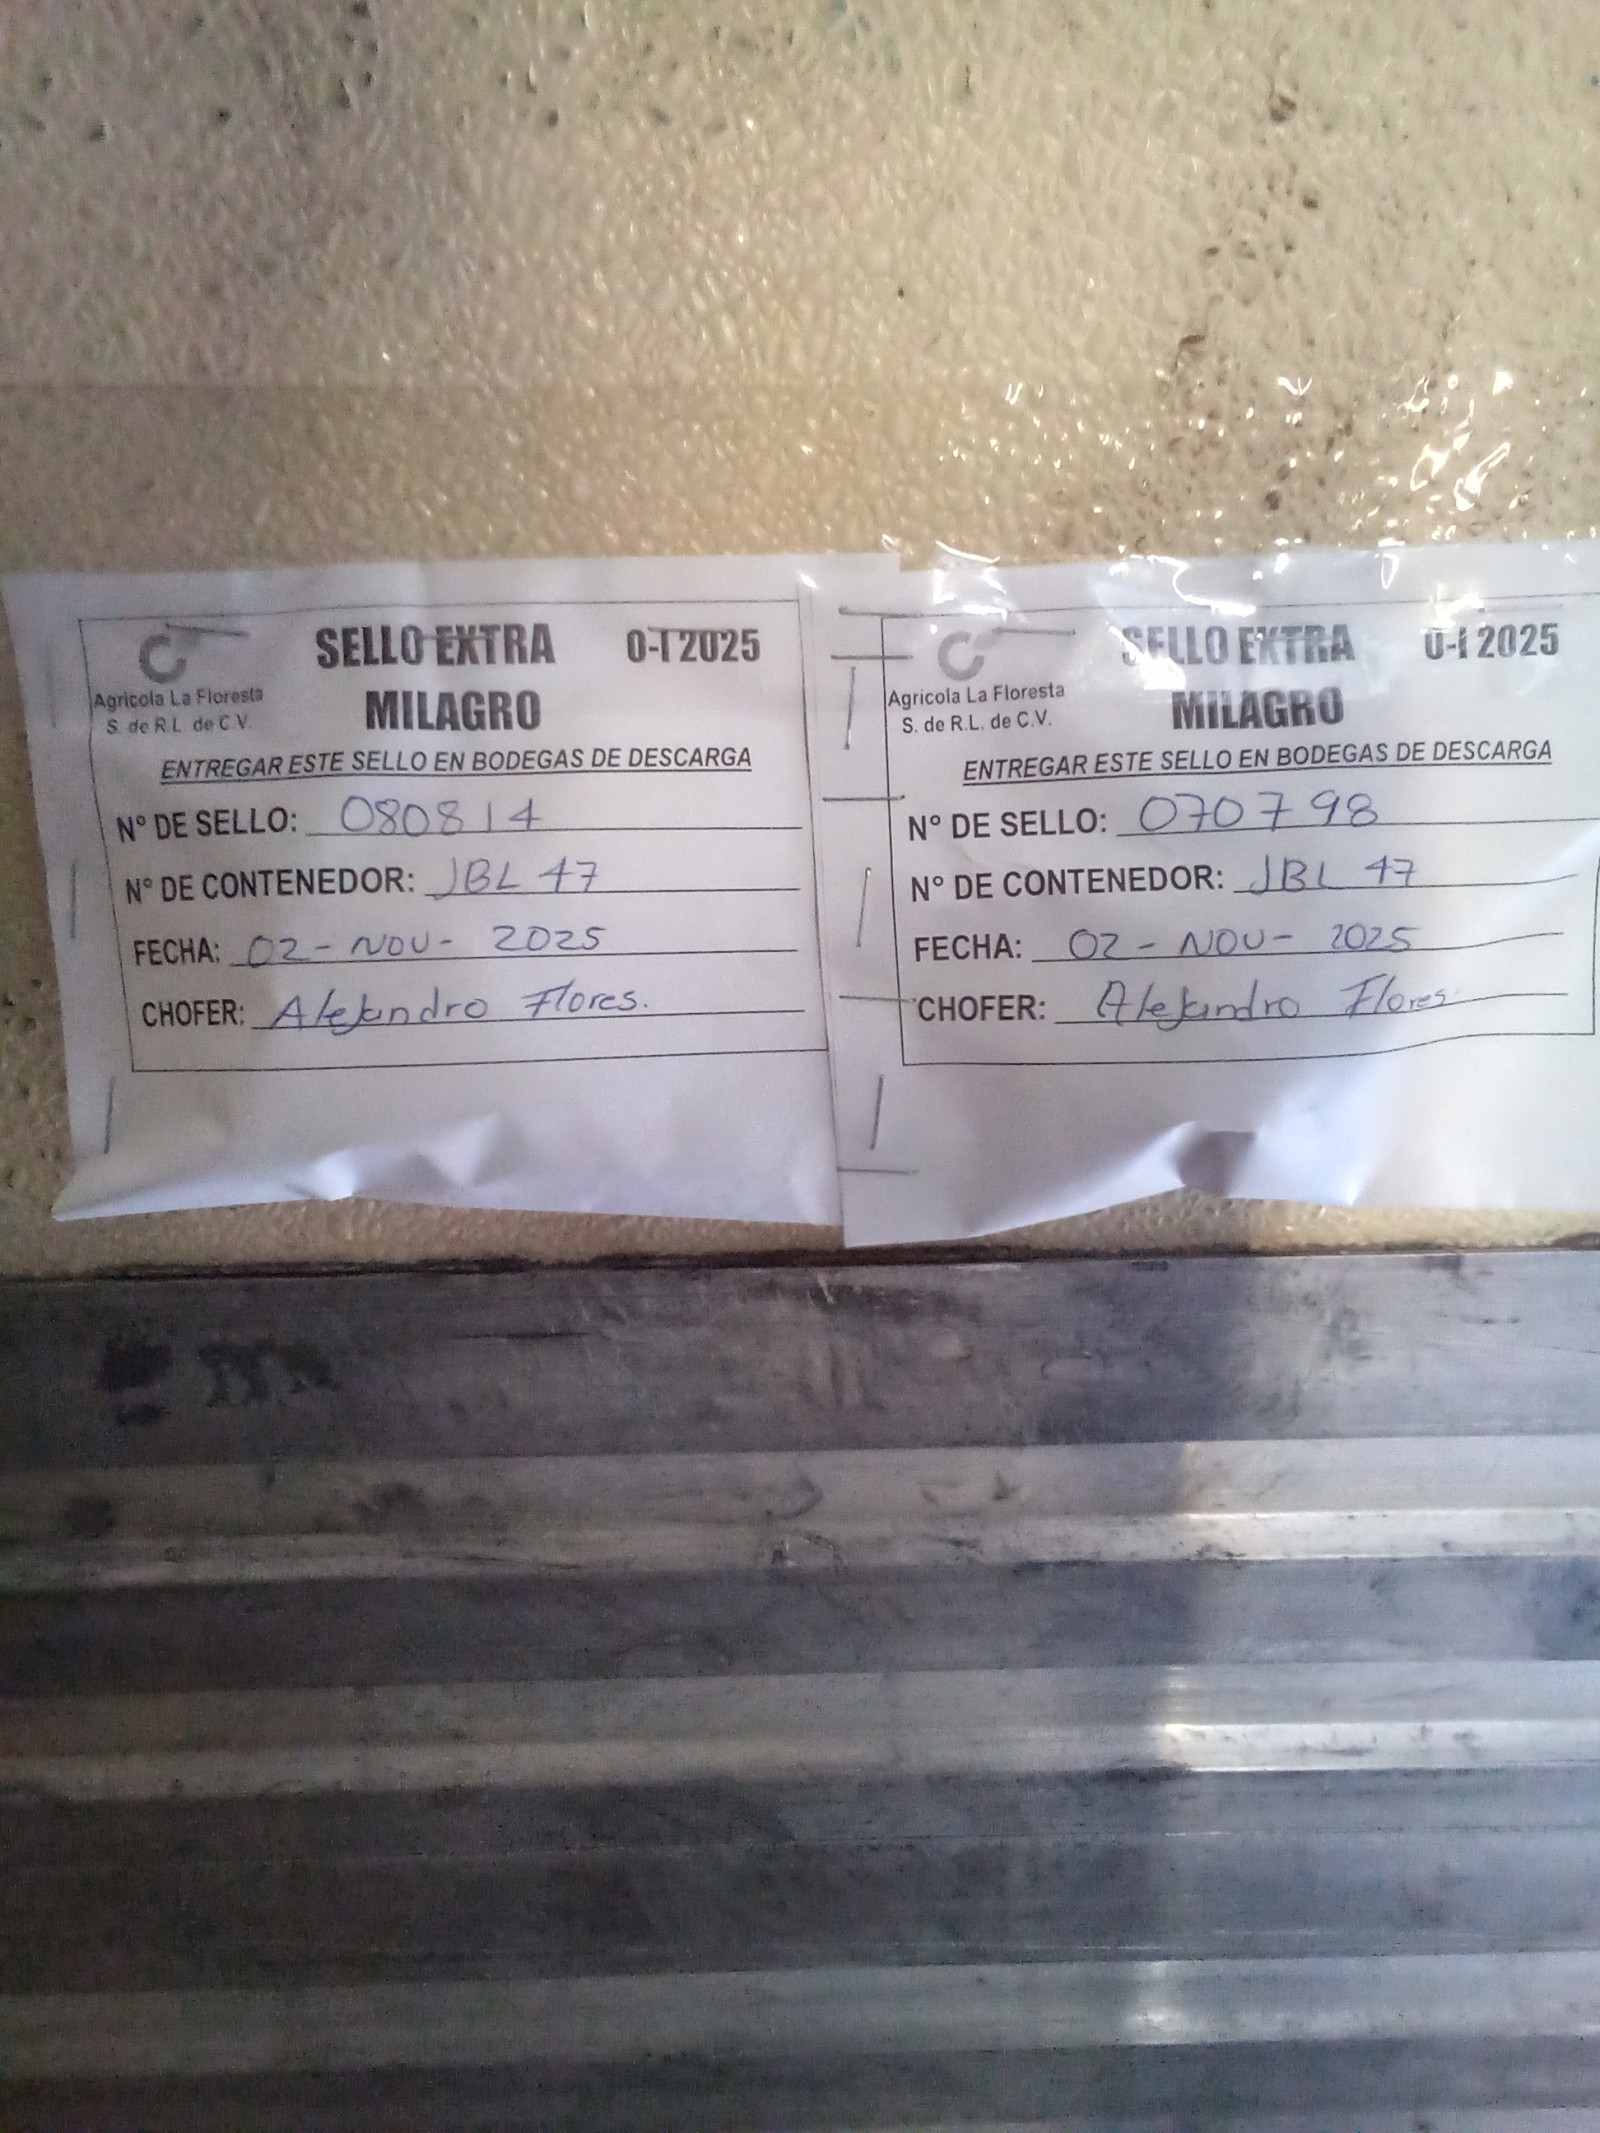 SELLO EXTRA 0-I 2025
MILAGRO
Agricola La Floresta
S. de R.L. de C.V.
ENTREGAR ESTE SELLO EN BODEGAS DE DESCARGA
N° DE SELLO: 080814
N° DE CONTENEDOR: JBL 47
FECHA: 02-NOV-2025
CHOFER: Alejandro Flores.
SELLO EXTRA 0-I 2025
MILAGRO
Agricola La Floresta
S. de R.L. de C.V.
ENTREGAR ESTE SELLO EN BODEGAS DE DESCARGA
N° DE SELLO: 070798
N° DE CONTENEDOR: JBL 47
FECHA: 02-NOV-2025
CHOFER: Alejandro Flores.